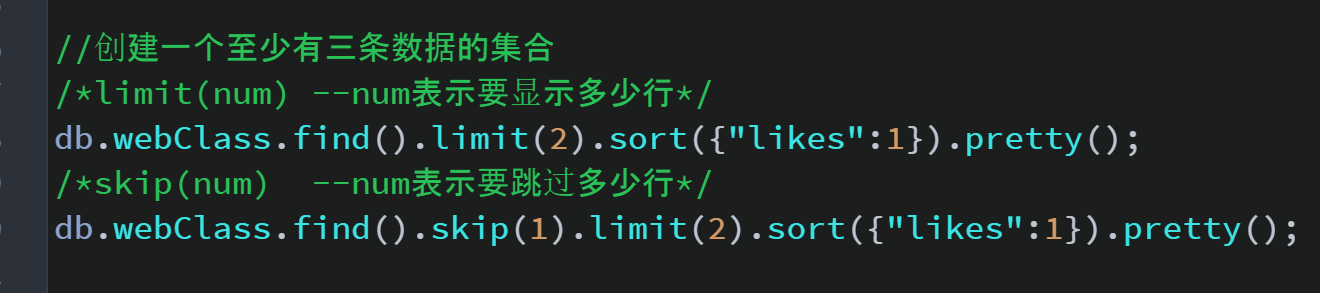 //创建一个至少有三条数据的集合
/*limit(num) --num表示要显示多少行*/
db.webClass.find().limit(2).sort({"likes":1}).pretty();
/*skip(num)  --num表示要跳过多少行*/
db.webClass.find().skip(1).limit(2).sort({"likes":1}).pretty();